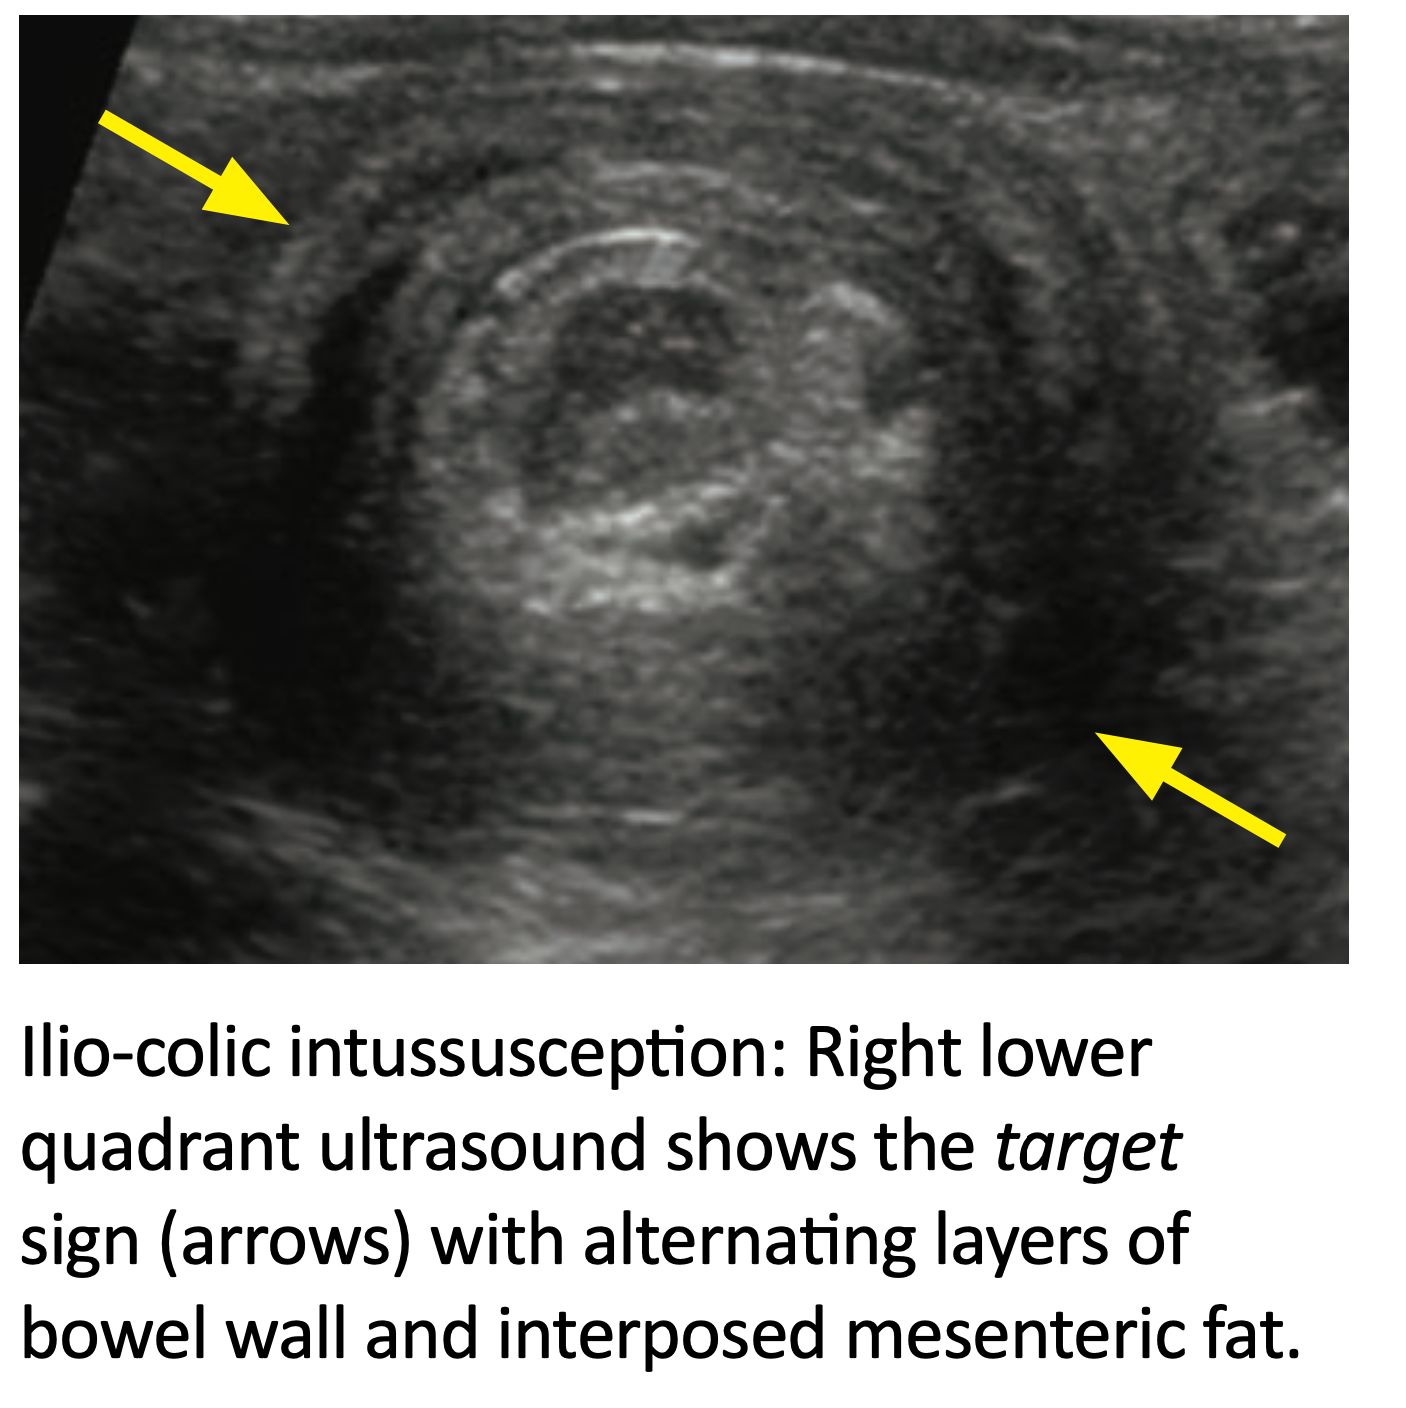 Ilio-colic intussusception: Right lower
quadrant ultrasound shows the target
sign (arrows) with alternating layers of
bowel wall and interposed mesenteric fat.